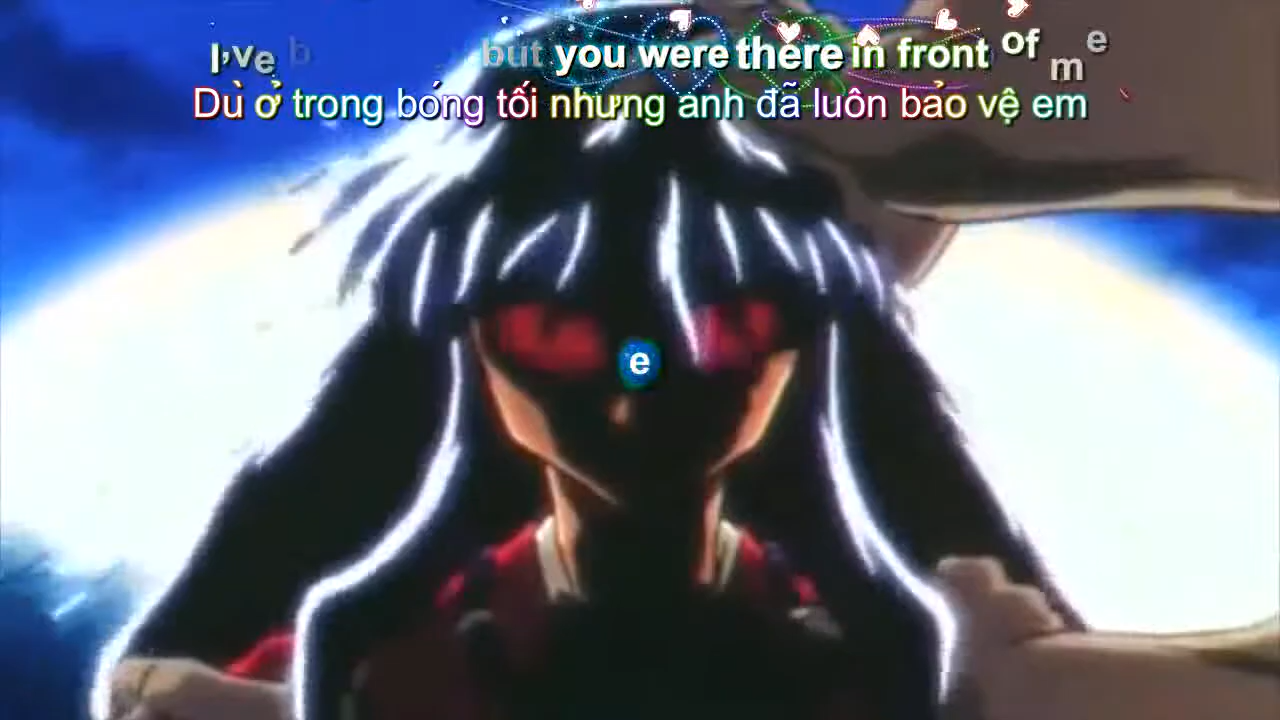 I've b but you were there in front of me
Dù ở trong bóng tối nhưng anh đã luôn bảo vệ em
e